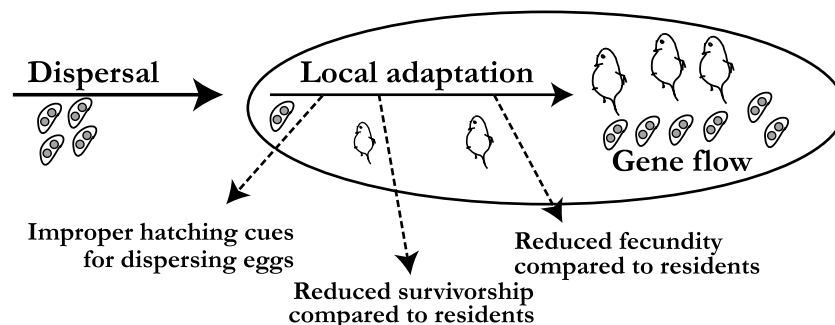 Dispersal
Local adaptation
Gene flow
Improper hatching cues
for dispersing eggs
Reduced survivorship
compared to residents
Reduced fecundity
compared to residents